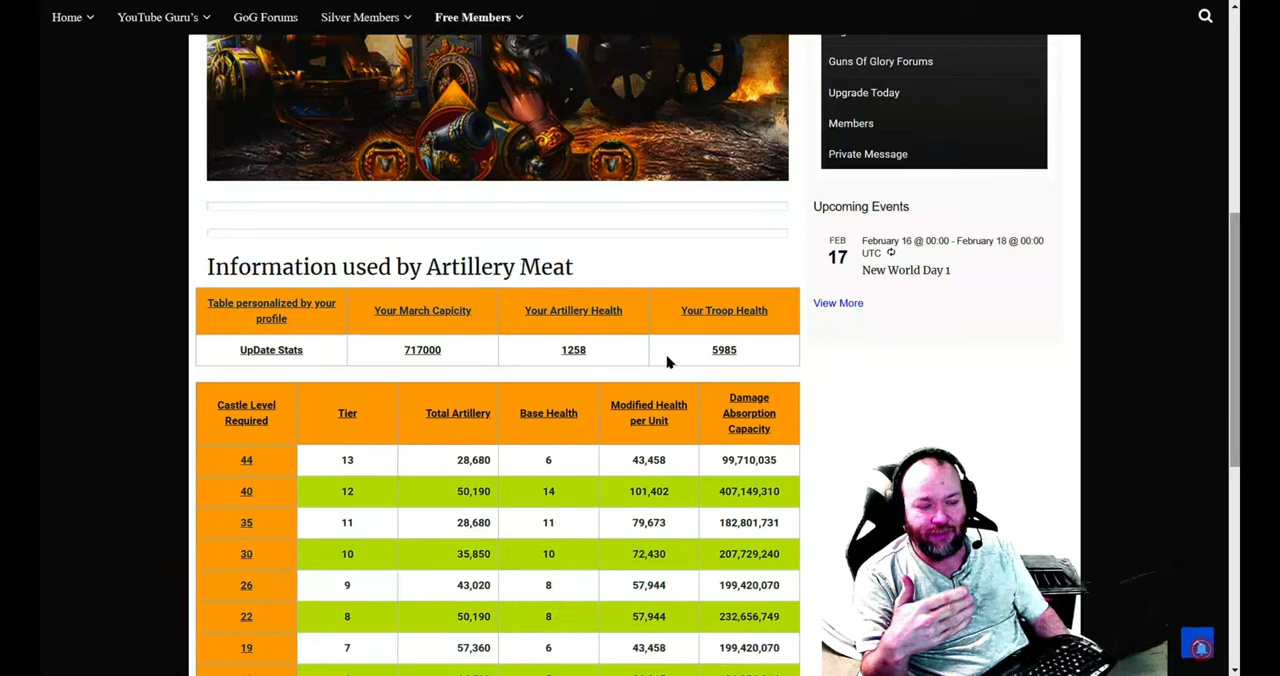 Home YouTube Guru's GoG Forums Silver Members Free Members
Guns Of Glory Forums
Upgrade Today
Members
Private Message
Upcoming Events
FEB
17
February 16 @ 00:00 - February 18 @ 00:00
UTC
New World Day 1
View More
Information used by Artillery Meat
Table personalized by your
profile
Your March Capicity
Your Artillery Health
Your Troop Health
UpDate Stats 717000 1258 5985
Castle Level
Required
Tier
Total Artillery
Base Health
Modified Health
per Unit
Damage
Absorption
Capacity
44 13 28,680 6 43,458 99,710,035
40 12 50,190 14 101,402 407,149,310
35 11 28,680 11 79,673 182,801,731
30 10 35,850 10 72,430 207,729,240
26 9 43,020 8 57,944 199,420,070
22 8 50,190 8 57,944 232,656,749
19 7 57,360 6 43,458 199,420,070